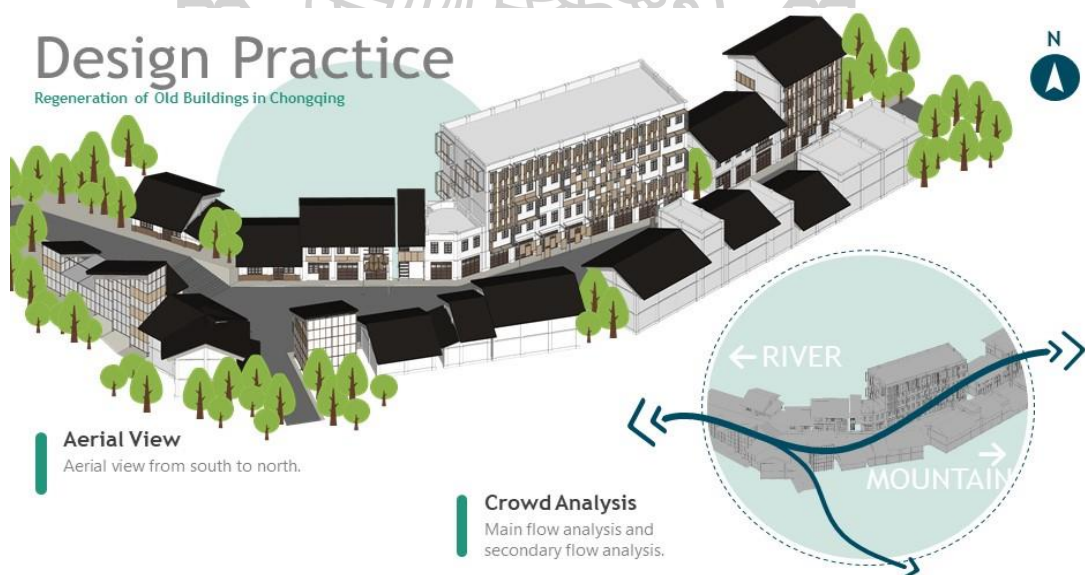 Design Practice
Regeneration of Old Buildings in Chongqing
N
← RIVER
MOUNTAIN
Aerial View
Aerial view from south to north.
Crowd Analysis
Main flow analysis and
secondary flow analysis.